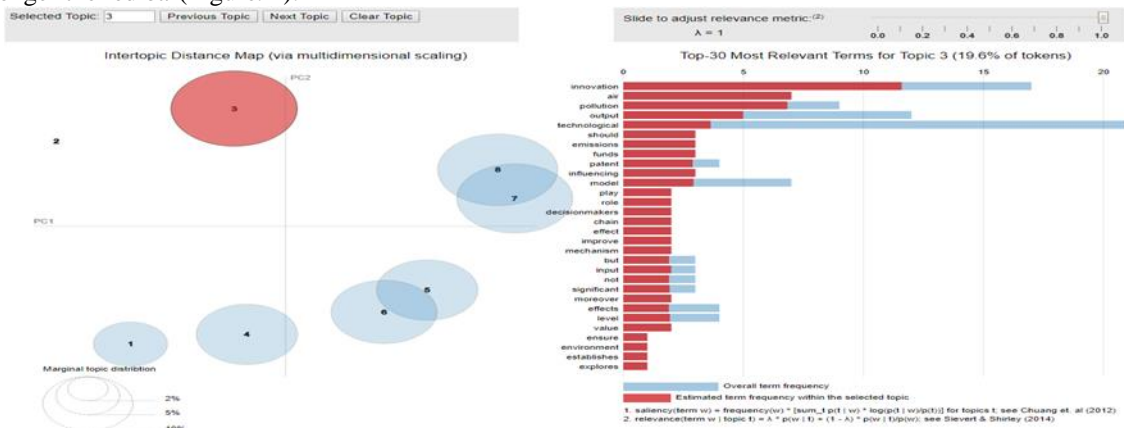 Selected Topic: 3 Previous Topic Next Topic Clear Topic
Slide to adjust relevance metric:(2)
λ = 1
0.0 0.2 0.4 0.6 0.8 1.0
Intertopic Distance Map (via multidimensional scaling)
PC2
PC1
3
2
8
7
5
6
4
1
Marginal topic distribtion
2%
5%
10%
Top-30 Most Relevant Terms for Topic 3 (19.6% of tokens)
0 5 10 15 20
innovation
air
pollution
output
technological
should
emissions
funds
patent
influencing
model
play
role
decisionmakers
chain
effect
improve
mechanism
but
input
not
significant
moreover
effects
level
value
ensure
environment
establishes
explores
Overall term frequency
Estimated term frequency within the selected topic
1. saliency(term w) = frequency(w) * [sum_t p(t | w) * log(p(t | w)/p(t))] for topics t; see Chuang et. al (2012)
2. relevance(term w | topic t) = λ * p(w | t) + (1 - λ) * p(w | t)/p(w); see Sievert & Shirley (2014)